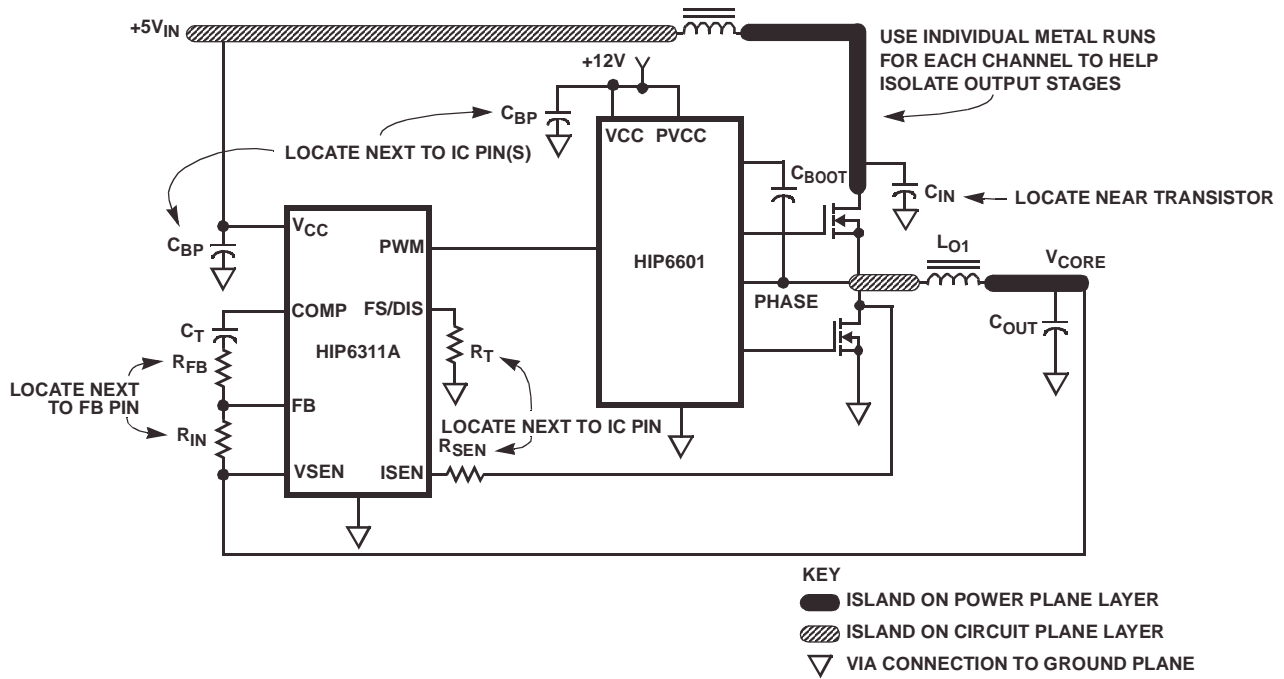 +5VIN
USE INDIVIDUAL METAL RUNS
FOR EACH CHANNEL TO HELP
ISOLATE OUTPUT STAGES
+12V
CBP
VCC PVCC
LOCATE NEXT TO IC PIN(S)
CBOOT
CIN
LOCATE NEAR TRANSISTOR
VCC
CBP
PWM
HIP6601
LO1
VCORE
PHASE
COMP
FS/DIS
CT
RFB
HIP6311A
RT
COUT
LOCATE NEXT
TO FB PIN
FB
RIN
LOCATE NEXT TO IC PIN
RSEN
VSEN
ISEN
KEY
ISLAND ON POWER PLANE LAYER
ISLAND ON CIRCUIT PLANE LAYER
VIA CONNECTION TO GROUND PLANE